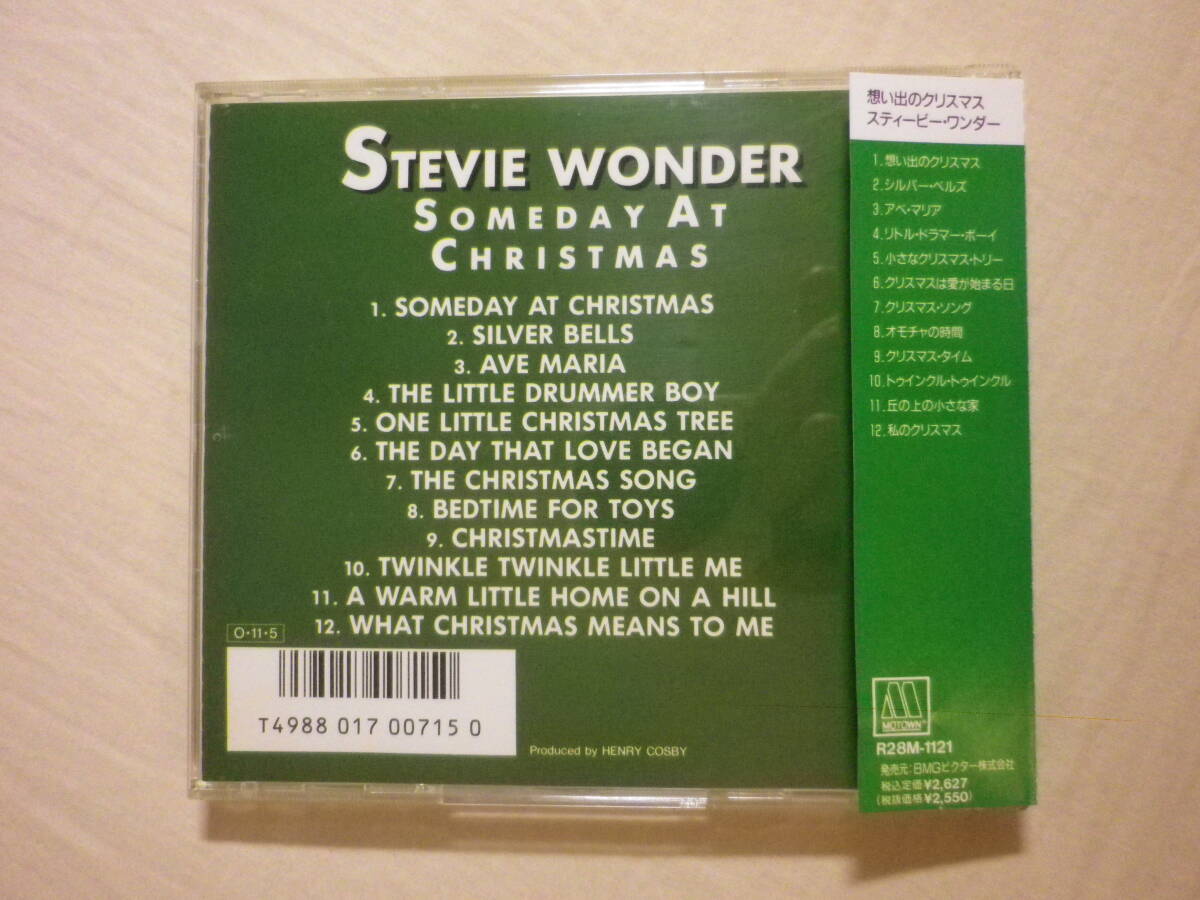 STEVIE WONDER
SOMEDAY AT
CHRISTMAS
1. SOMEDAY AT CHRISTMAS
2. SILVER BELLS
3. AVE MARIA
4. THE LITTLE DRUMMER BOY
5. ONE LITTLE CHRISTMAS TREE
6. THE DAY THAT LOVE BEGAN
7. THE CHRISTMAS SONG
8. BEDTIME FOR TOYS
9. CHRISTMASTIME
10. TWINKLE TWINKLE LITTLE ME
11. A WARM LITTLE HOME ON A HILL
12. WHAT CHRISTMAS MEANS TO ME
O・11・5
T4988 017 00715 0
Produced by HENRY COSBY
想い出のクリスマス
スティービー・ワンダー
1. 想い出のクリスマス
2. シルバー・ベルズ
3. アベ・マリア
4. リトル・ドラマー・ボーイ
5. 小さなクリスマス・トリー
6. クリスマスは愛が始まる日
7. クリスマス・ソング
8. オモチャの時間
9. クリスマス・タイム
10. トゥインクル・トゥインクル
11. 丘の上の小さな家
12. 私のクリスマス
MOTOWN
R28M-1121
発売元：BMGビクター株式会社
税込定価¥2,627
(税抜価格¥2,550)